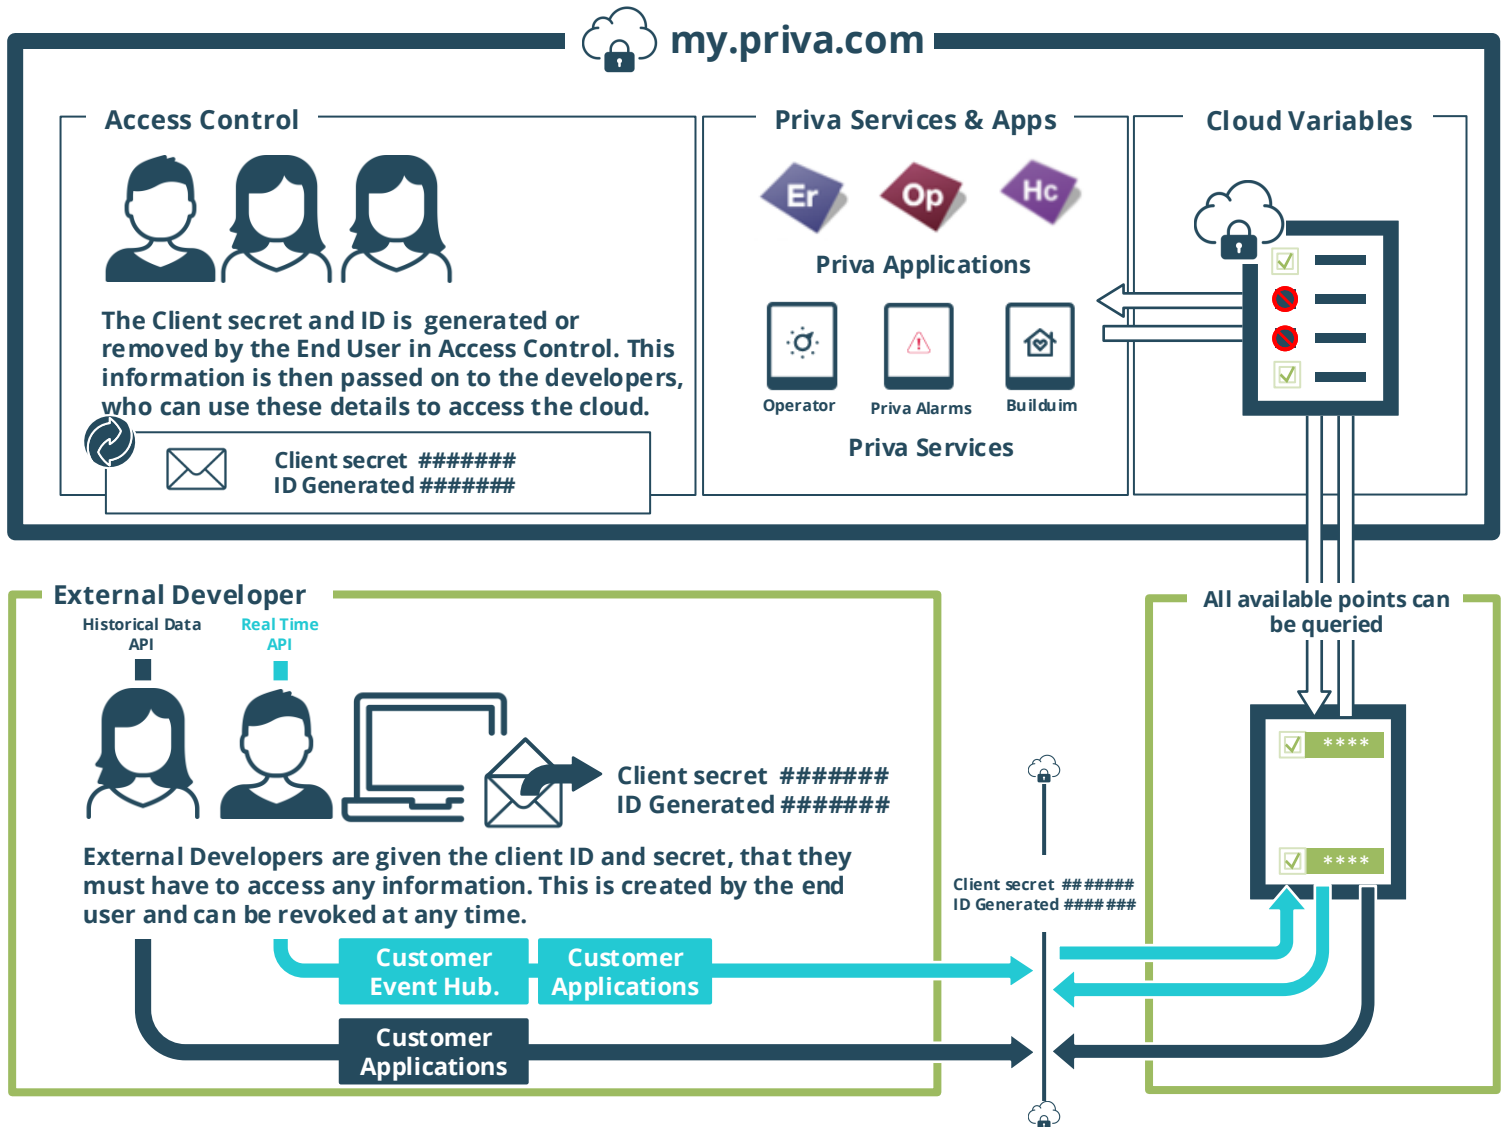 my.priva.com
Access Control
The Client secret and ID is generated or
removed by the End User in Access Control. This
information is then passed on to the developers,
who can use these details to access the cloud.
Client secret #######
ID Generated #######
Priva Services & Apps
Er
Op
Hc
Priva Applications
Operator
Priva Alarms
Builduim
Priva Services
Cloud Variables
External Developer
Historical Data
API
Real Time
API
Client secret #######
ID Generated #######
External Developers are given the client ID and secret, that they
must have to access any information. This is created by the end
user and can be revoked at any time.
Customer
Event Hub.
Customer
Applications
Customer
Applications
Client secret #######
ID Generated #######
All available points can
be queried
****
****